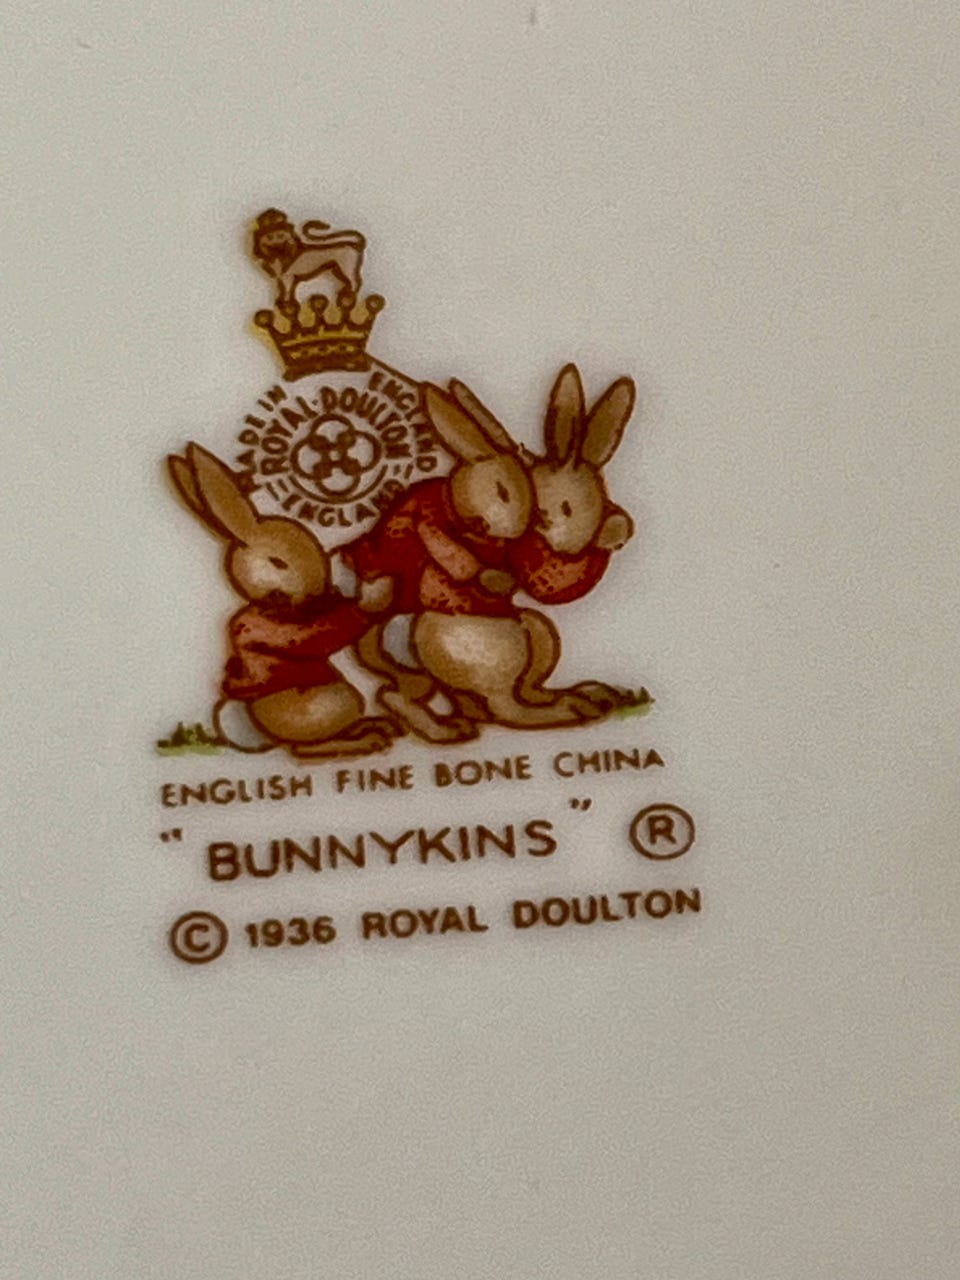 MADE IN ENGLAND
ROYAL·DOULTON
ENGLAND
ENGLISH FINE BONE CHINA
"BUNNYKINS" ®
© 1936 ROYAL DOULTON